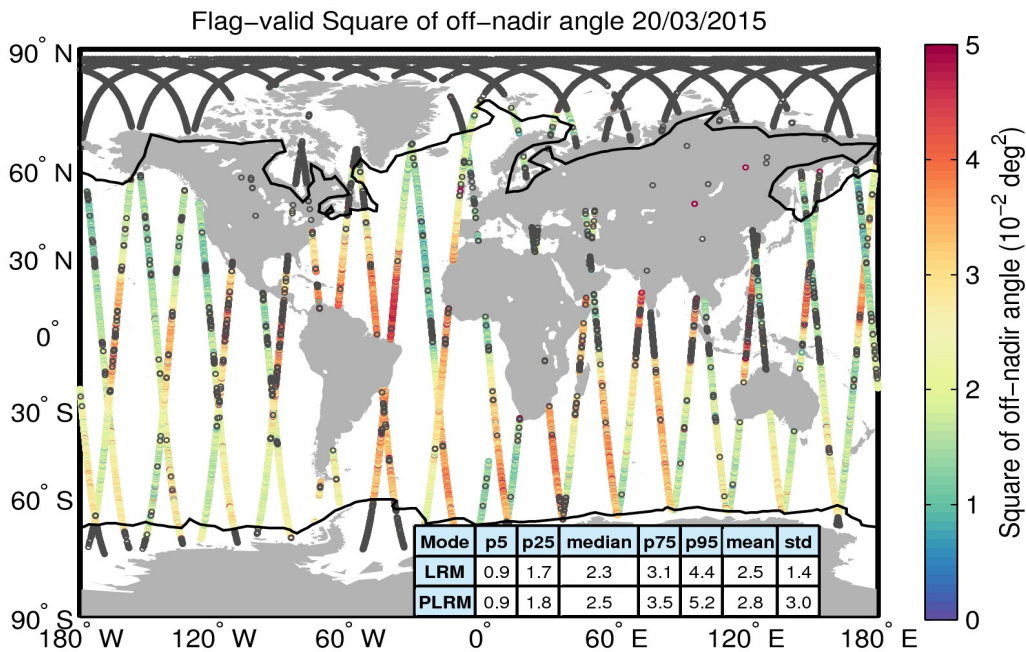 Flag-valid Square of off-nadir angle 20/03/2015
90° N
60° N
30° N
0°
30° S
60° S
90° S
180° W
120° W
60° W
0°
60° E
120° E
180° E
Mode p5 p25 median p75 p95 mean std
LRM 0.9 1.7 2.3 3.1 4.4 2.5 1.4
PLRM 0.9 1.8 2.5 3.5 5.2 2.8 3.0
5
4
3
2
1
0
Square of off-nadir angle (10⁻² deg²)